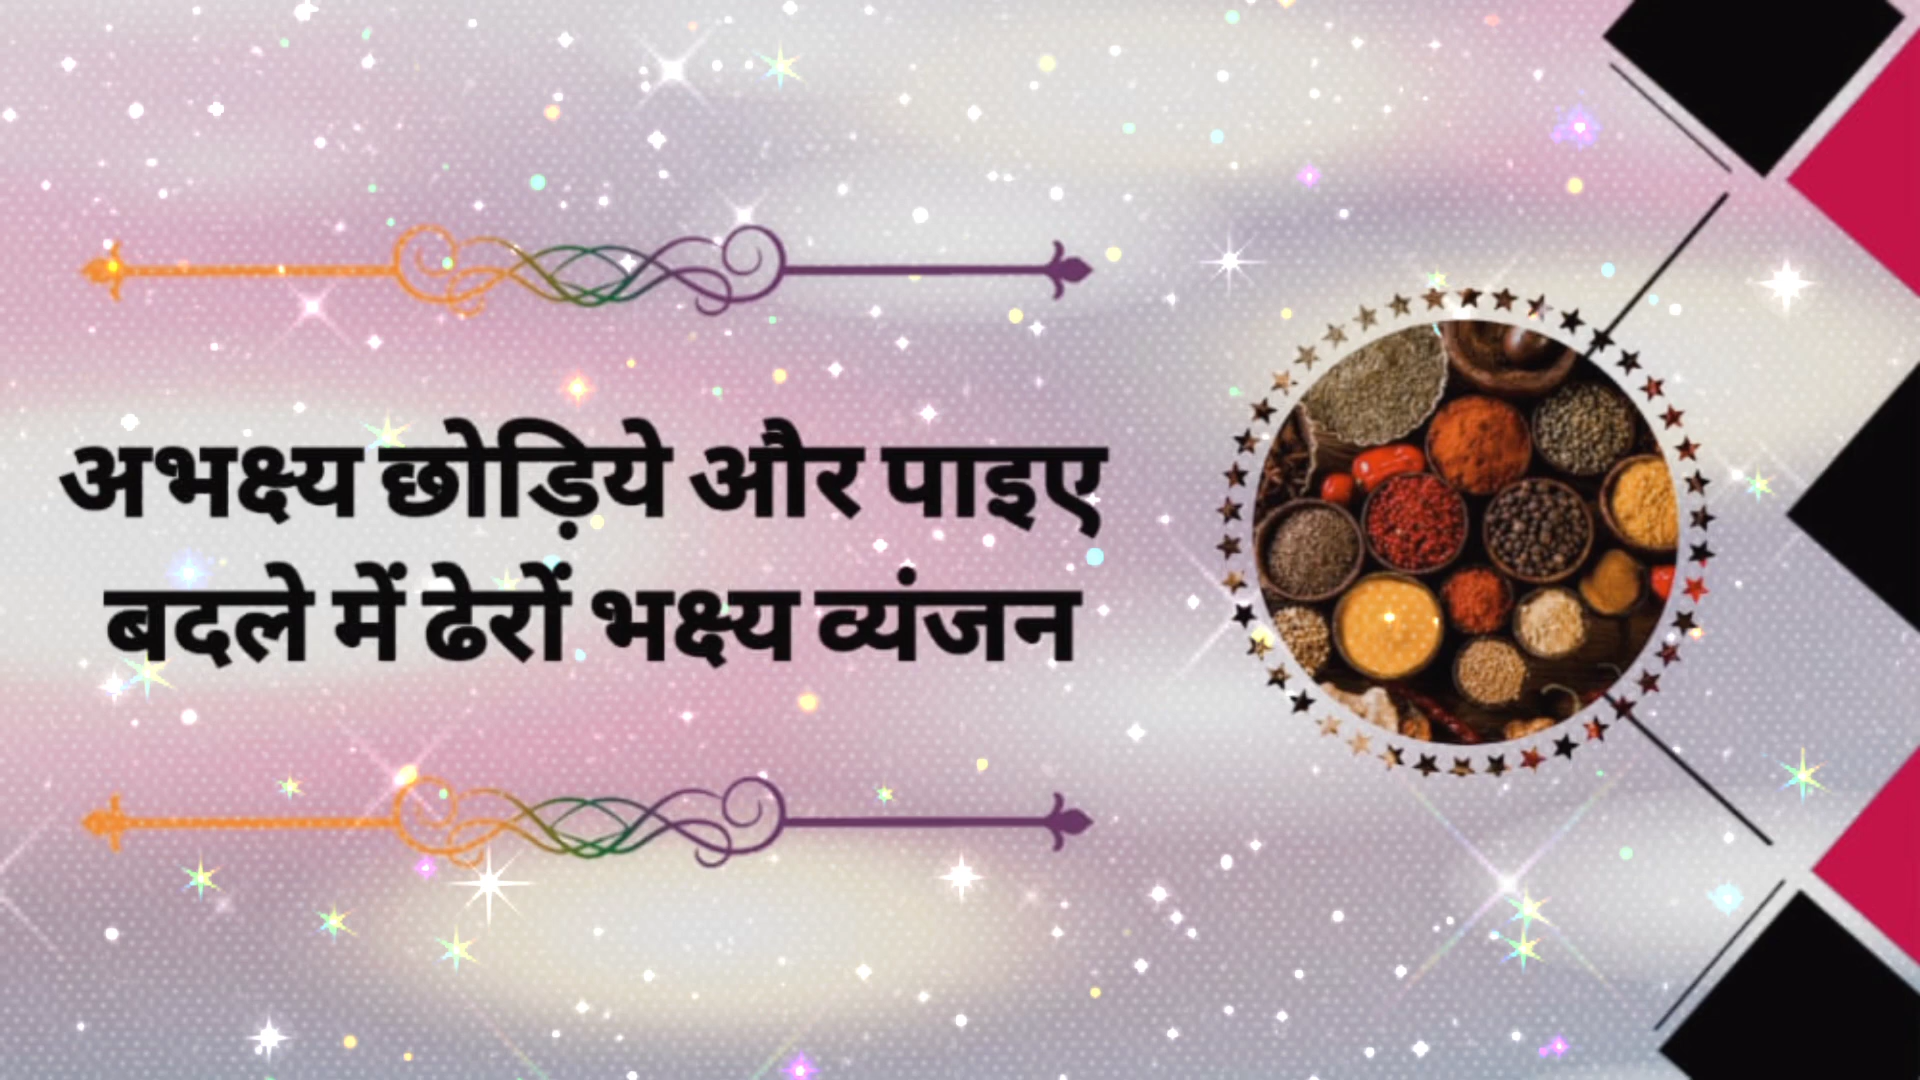 अभक्ष्य छोड़िये और पाइए
बदले में ढेरों भक्ष्य व्यंजन